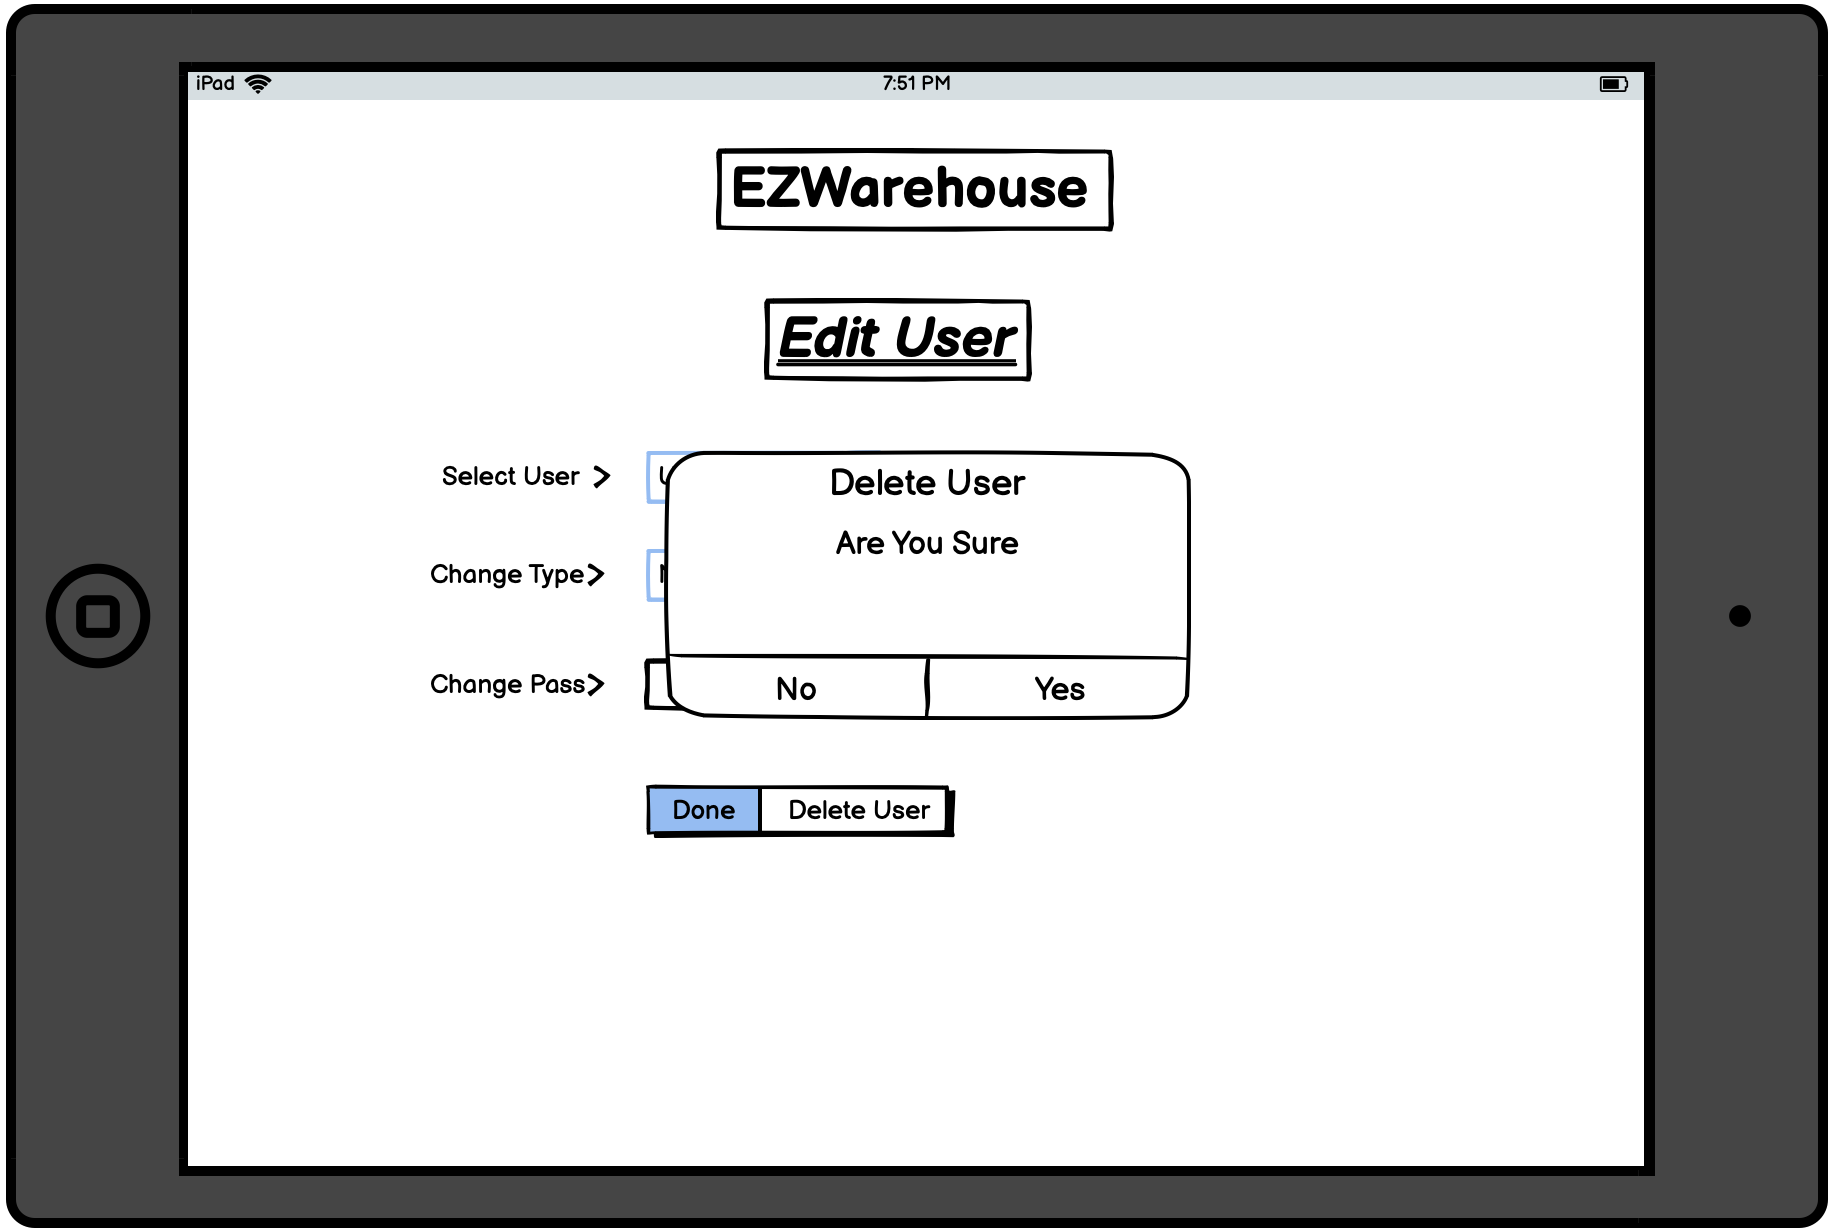 iPad 7:51 PM
EZWarehouse
Edit User
Select User >
Delete User
Are You Sure
Change Type >
Change Pass >
No Yes
Done Delete User